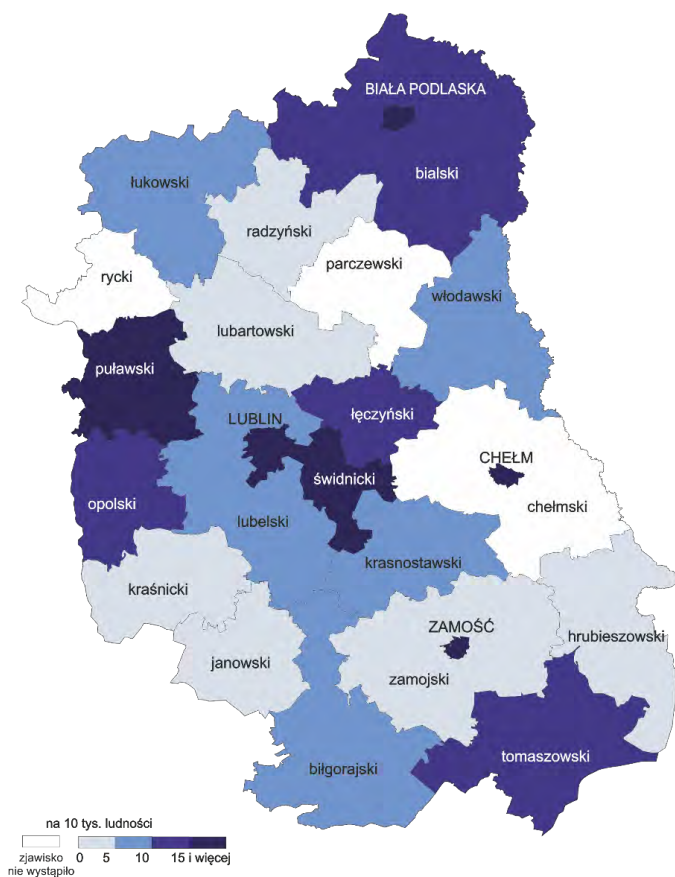 BIAŁA PODLASKA
łukowski
bialski
radzyński
parczewski
rycki
włodawski
lubartowski
puławski
łęczyński
LUBLIN
CHEŁM
świdnicki
opolski
chełmski
lubelski
krasnostawski
kraśnicki
ZAMOŚĆ
hrubieszowski
janowski
zamojski
tomaszowski
biłgorajski
na 10 tys. ludności
0 5 10 15 i więcej
zjawisko
nie wystąpiło